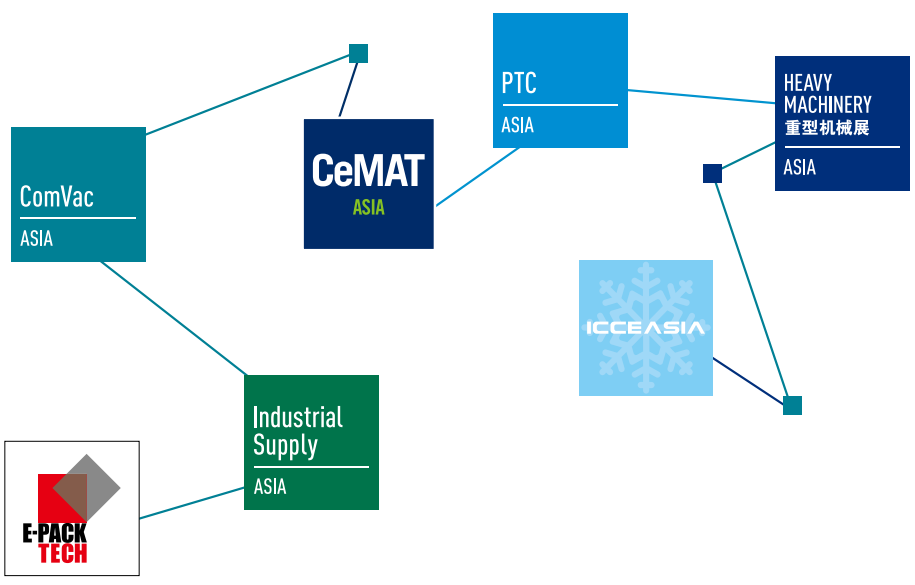 PTC
ASIA
HEAVY
MACHINERY
重型机械展
ASIA
CeMAT
ASIA
ComVac
ASIA
ICCEASIA
Industrial
Supply
ASIA
E-PACK
TECH